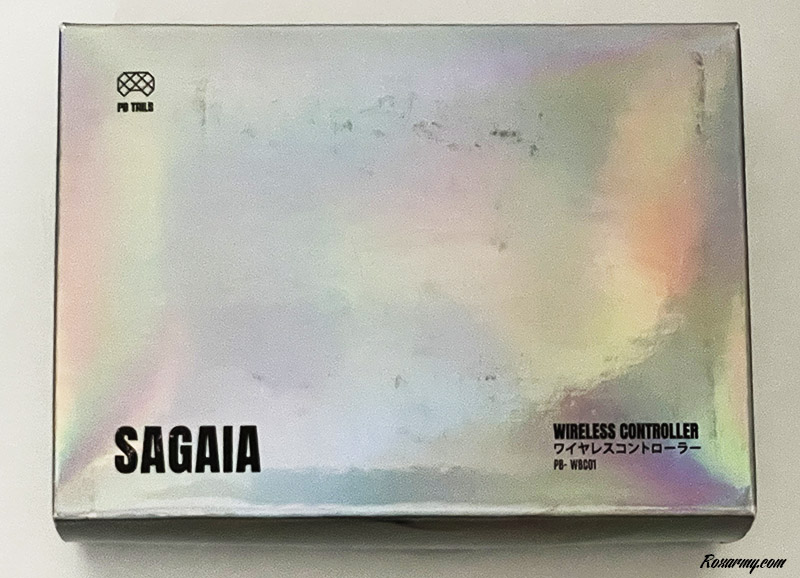 PB TAILS
SAGAIA
WIRELESS CONTROLLER
ワイヤレスコントローラー
PB- WBC01
Roxarmy.com